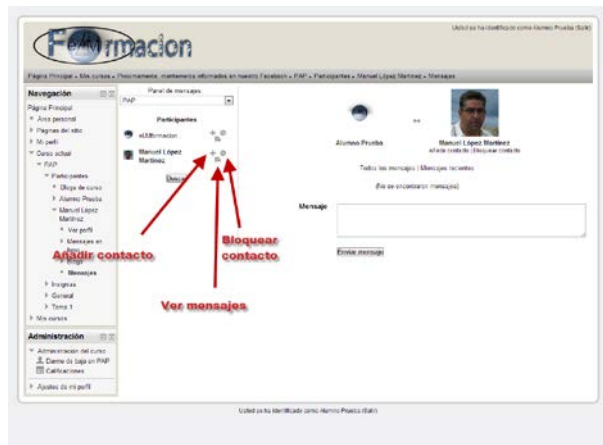 Usted se ha identificado como Alumno Prueba (Salir)
Formacion
Página Principal ▸ Mis cursos ▸ Proximamente, mantenerte informados en nuestro Facebook ▸ PAP ▸ Participantes ▸ Manuel López Martínez ▸ Mensajes
Navegación
Página Principal
Área personal
Páginas del sitio
Mi perfil
Curso actual
PAP
Participantes
Blogs de curso
Alumno Prueba
Manuel López
Martínez
Ver perfil
Mensajes en
Blogs
Mensajes
Insignias
General
Tema 1
Mis cursos
Administración
Administración del curso
Darme de baja en PAP
Calificaciones
Ajustes de mi perfil
Panel de mensajes
PAP
Participantes
Manuel López
Martínez
Añadir contacto
Bloquear
contacto
Ver mensajes
Alumno Prueba
Manuel López Martínez
Añadir contacto | Bloquear contacto
Todos los mensajes | Mensajes recientes
(No se encontraron mensajes)
Mensaje
Enviar mensaje
Usted se ha identificado como Alumno Prueba (Salir)